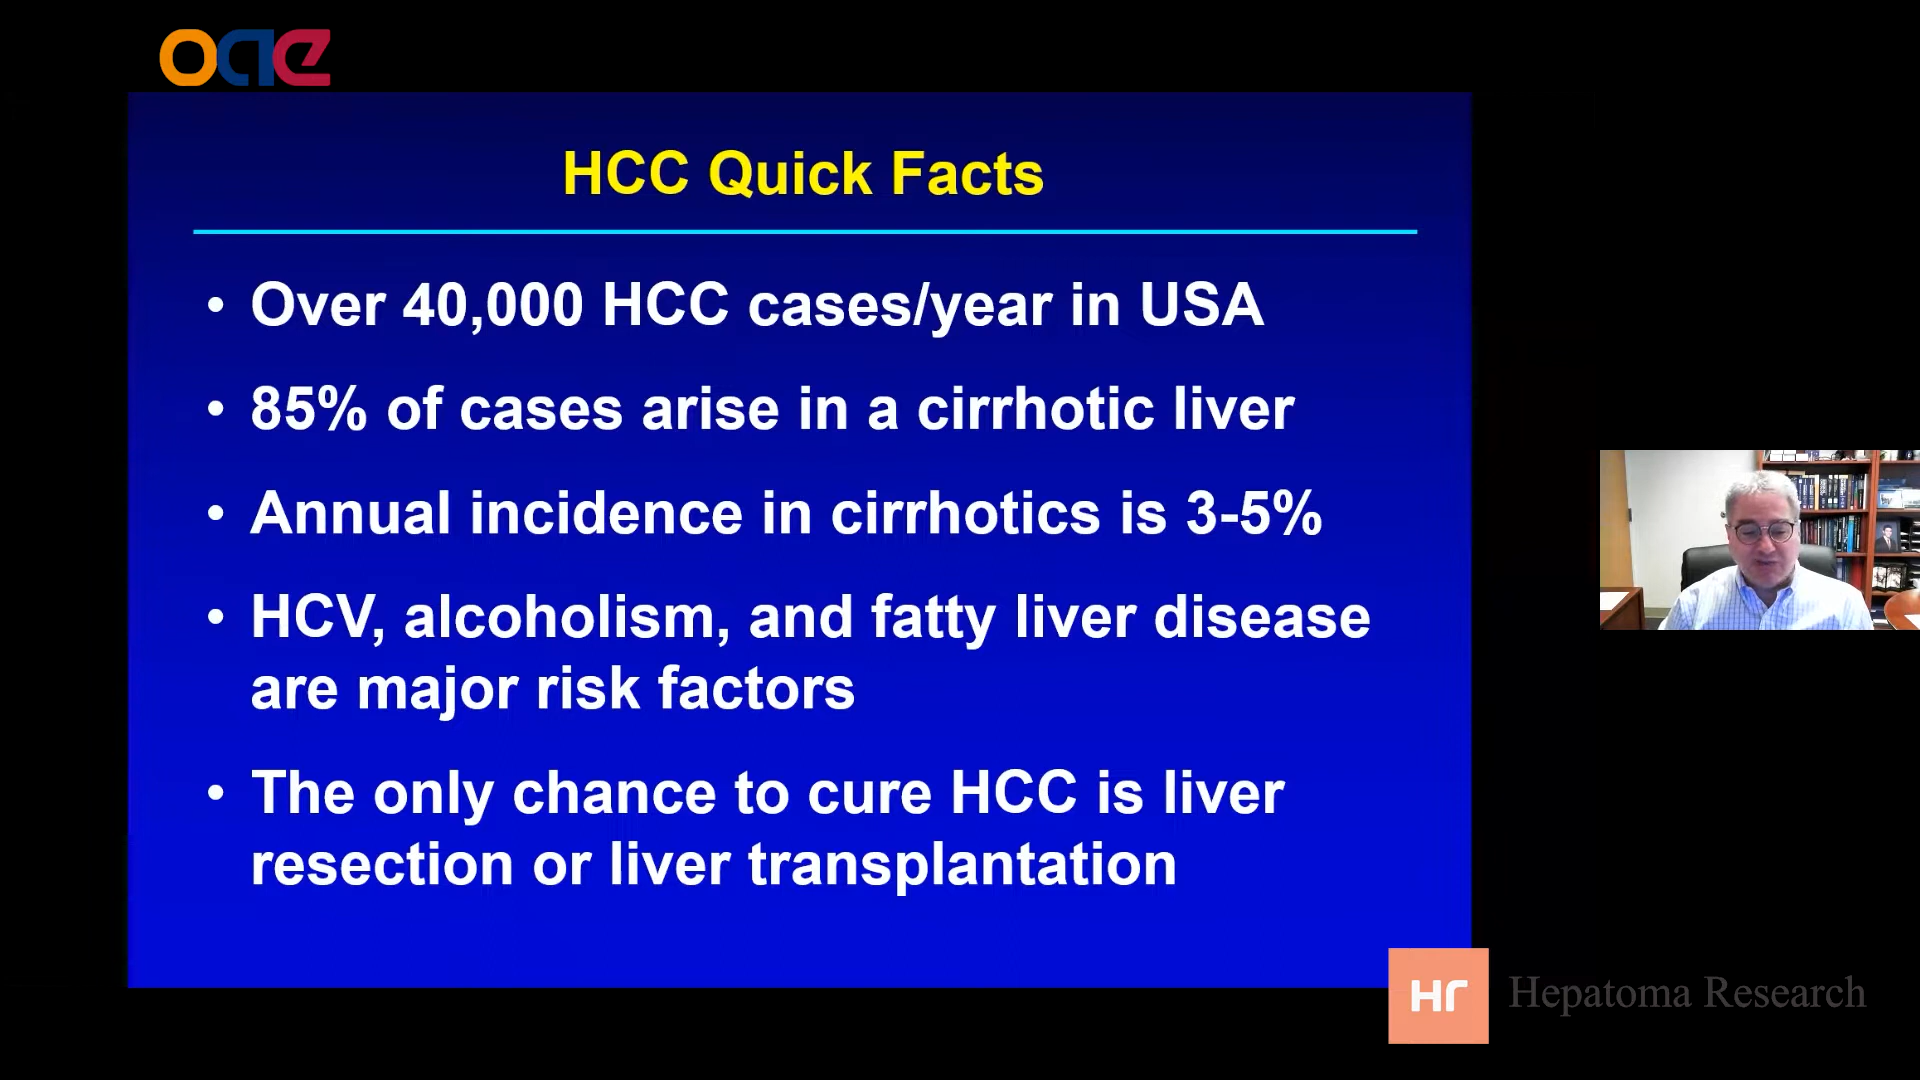 oae
HCC Quick Facts
• Over 40,000 HCC cases/year in USA
• 85% of cases arise in a cirrhotic liver
• Annual incidence in cirrhotics is 3-5%
• HCV, alcoholism, and fatty liver disease
are major risk factors
• The only chance to cure HCC is liver
resection or liver transplantation
Hr Hepatoma Research